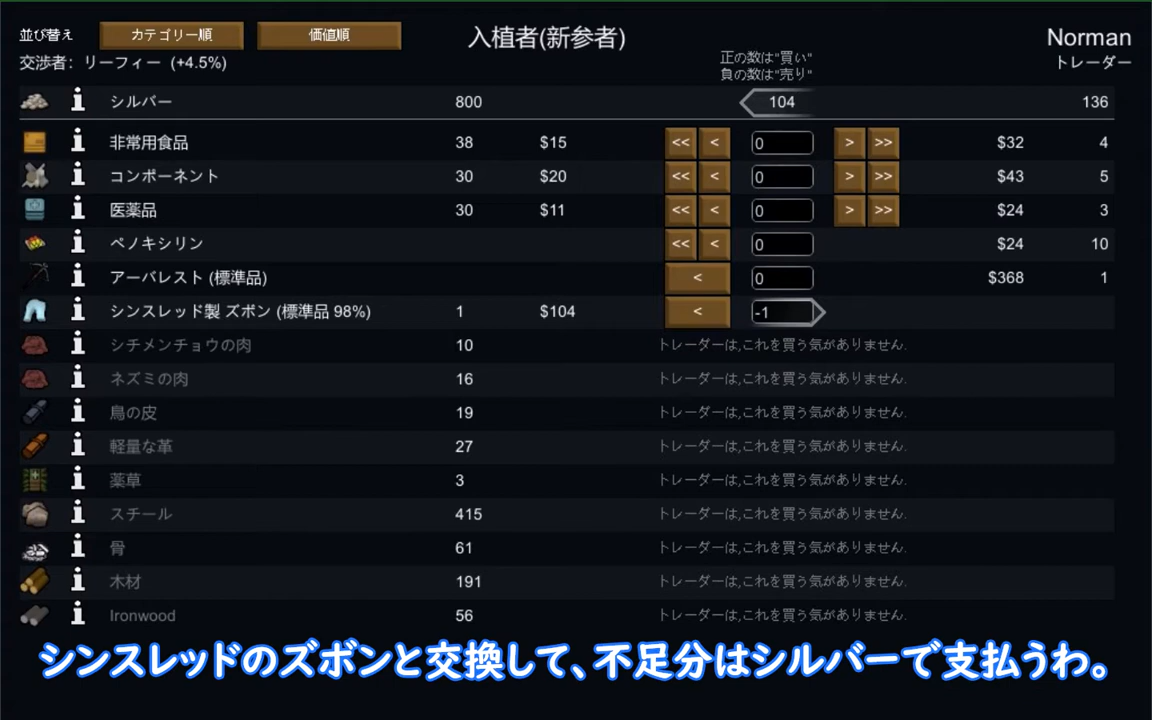 並び替え カテゴリー順 価値順 入植者(新参者) Norman
交渉者: リーフィー (+4.5%) 正の数は"買い" トレーダー
負の数は"売り"
シルバー 800 104 136
非常用食品 38 $15 << < 0 > >> $32 4
コンポーネント 30 $20 << < 0 > >> $43 5
医薬品 30 $11 << < 0 > >> $24 3
ペノキシリン << < 0 $24 10
アーバレスト (標準品) < 0 $368 1
シンスレッド製 ズボン (標準品 98%) 1 $104 < -1
シチメンチョウの肉 10 トレーダーは,これを買う気がありません.
ネズミの肉 16 トレーダーは,これを買う気がありません.
鳥の皮 19 トレーダーは,これを買う気がありません.
軽量な革 27 トレーダーは,これを買う気がありません.
薬草 3 トレーダーは,これを買う気がありません.
スチール 415 トレーダーは,これを買う気がありません.
骨 61 トレーダーは,これを買う気がありません.
木材 191 トレーダーは,これを買う気がありません.
Ironwood 56 トレーダーは,これを買う気がありません.
シンスレッドのズボンと交換して、不足分はシルバーで支払うわ。